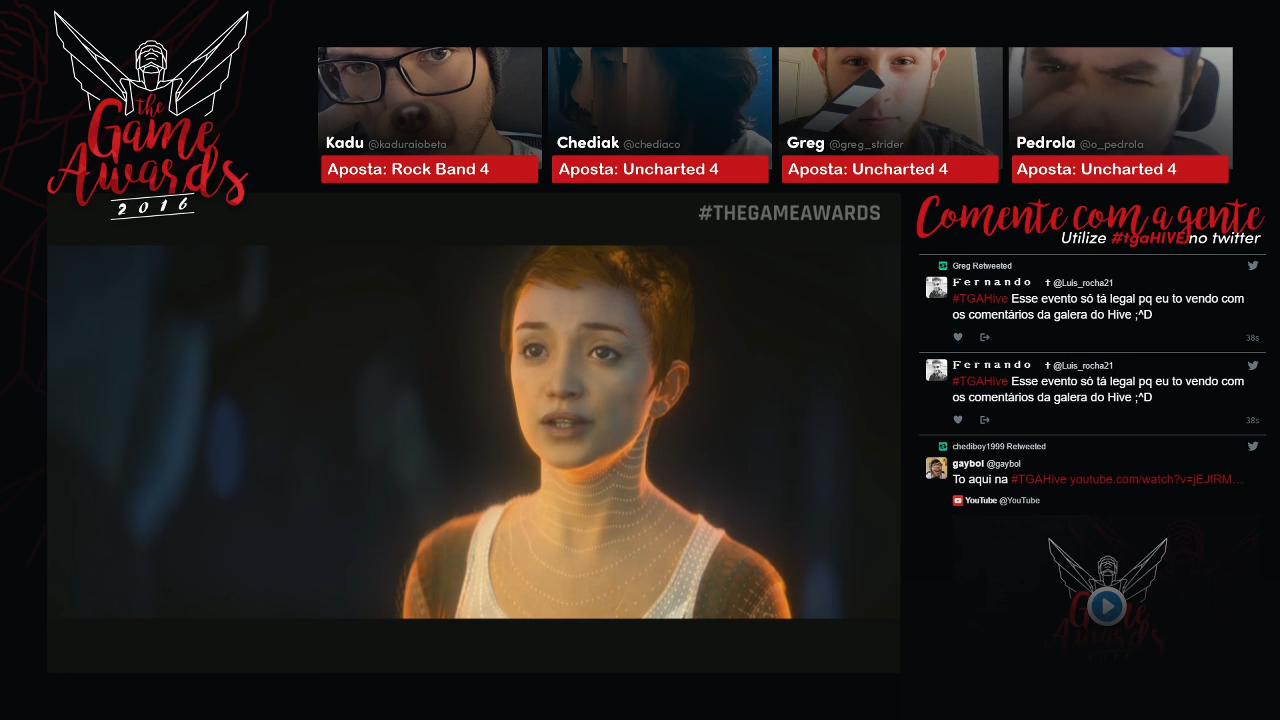 the
Game
Awards
2016
Kadu @kaduraiobeta
Aposta: Rock Band 4
Chediak @chediaco
Aposta: Uncharted 4
Greg @greg_strider
Aposta: Uncharted 4
Pedrola @o_pedrola
Aposta: Uncharted 4
#THEGAMEAWARDS
Comente com a gente
Utilize #tgaHIVE no twitter
Greg Retweeted
Fernando ✝ @Luis_rocha21
#TGAHive Esse evento só tá legal pq eu to vendo com
os comentários da galera do Hive ;^D
38s
Fernando ✝ @Luis_rocha21
#TGAHive Esse evento só tá legal pq eu to vendo com
os comentários da galera do Hive ;^D
38s
chediboy1999 Retweeted
gaybol @gaybol
To aqui na #TGAHive youtube.com/watch?v=jEJfRM…
YouTube @YouTube
Game
Awards